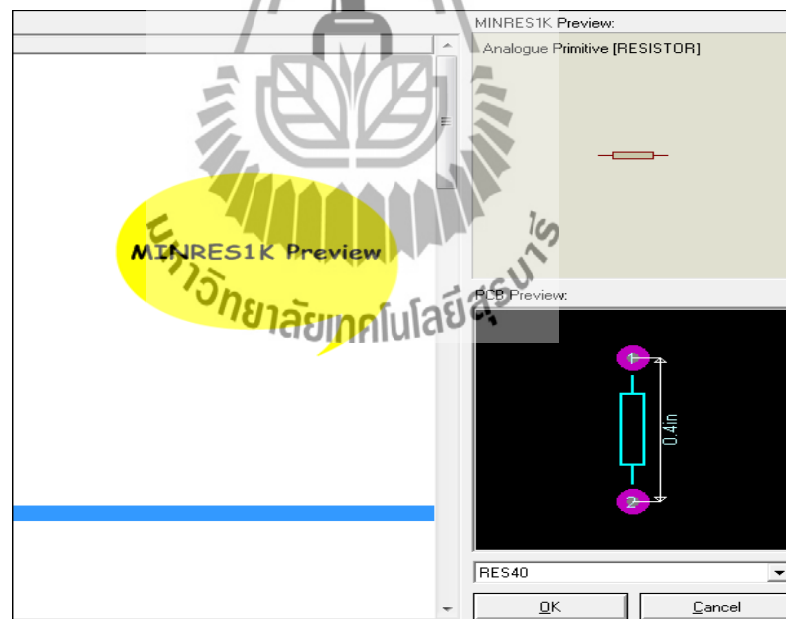 MINRES1K Preview:
Analogue Primitive [RESISTOR]
MINRES1K Preview
มหาวิทยาลัยเทคโนโลยีสุรนารี
PCB Preview:
1
0.4in
2
RES40
OK
Cancel